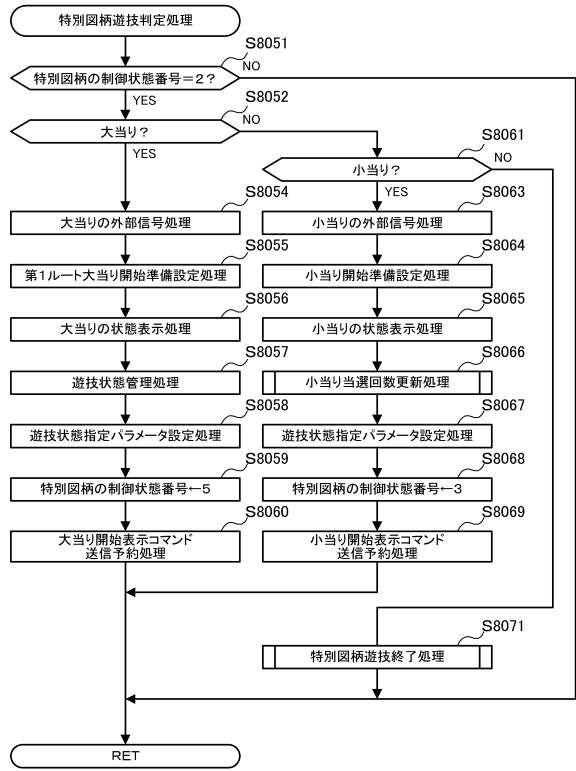 特別図柄遊技判定処理
S8051
特別図柄の制御状態番号＝2？
NO
YES
S8052
大当り？
NO
YES
S8061
小当り？
NO
YES
S8054
大当りの外部信号処理
S8063
小当りの外部信号処理
S8055
第1ルート大当り開始準備設定処理
S8064
小当り開始準備設定処理
S8056
大当りの状態表示処理
S8065
小当りの状態表示処理
S8057
遊技状態管理処理
S8066
小当り当選回数更新処理
S8058
遊技状態指定パラメータ設定処理
S8067
遊技状態指定パラメータ設定処理
S8059
特別図柄の制御状態番号←5
S8068
特別図柄の制御状態番号←3
S8060
大当り開始表示コマンド
送信予約処理
S8069
小当り開始表示コマンド
送信予約処理
S8071
特別図柄遊技終了処理
RET